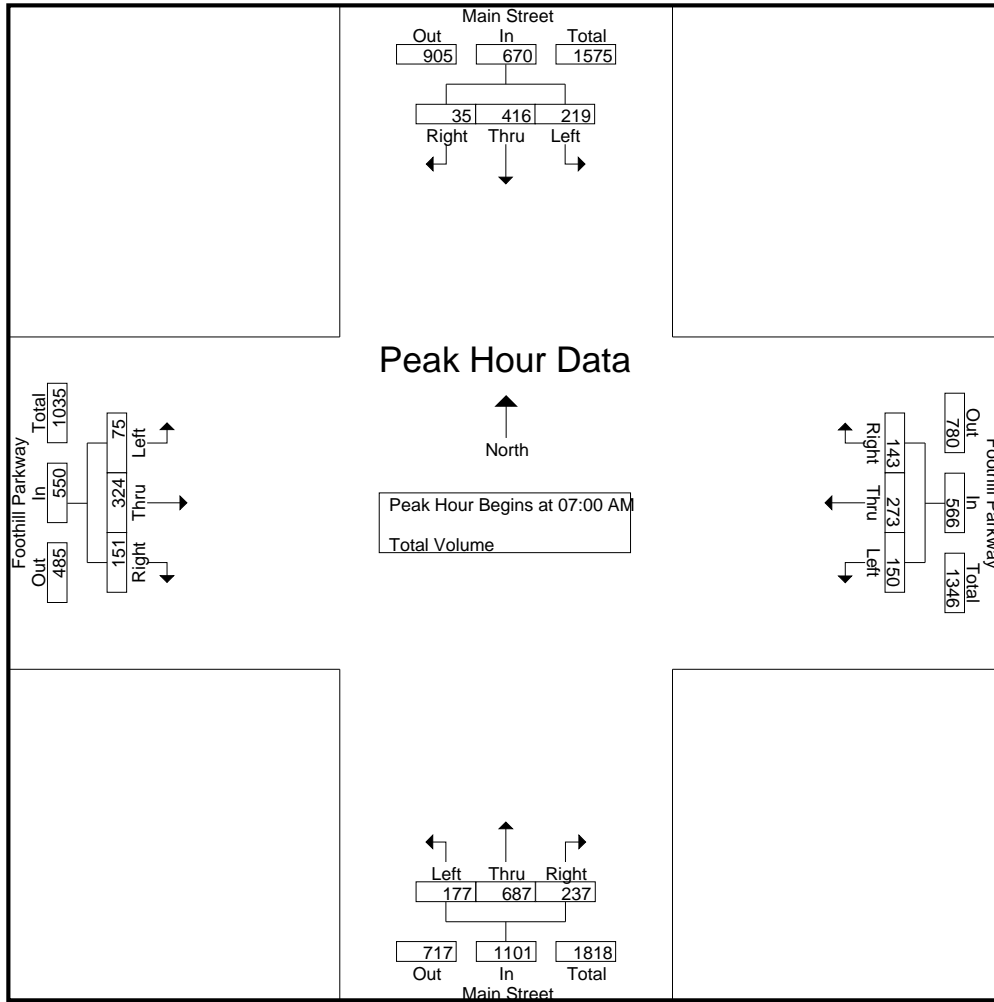 Main Street
Out In Total
905 670 1575
35 416 219
Right Thru Left
Peak Hour Data
North
Peak Hour Begins at 07:00 AM
Total Volume
Foothill Parkway
Out In Total
485 550 1035
151 324 75
Right Thru Left
Foothill Parkway
Out In Total
780 566 1346
143 273 150
Right Thru Left
Left Thru Right
177 687 237
717 1101 1818
Out In Total
Main Street